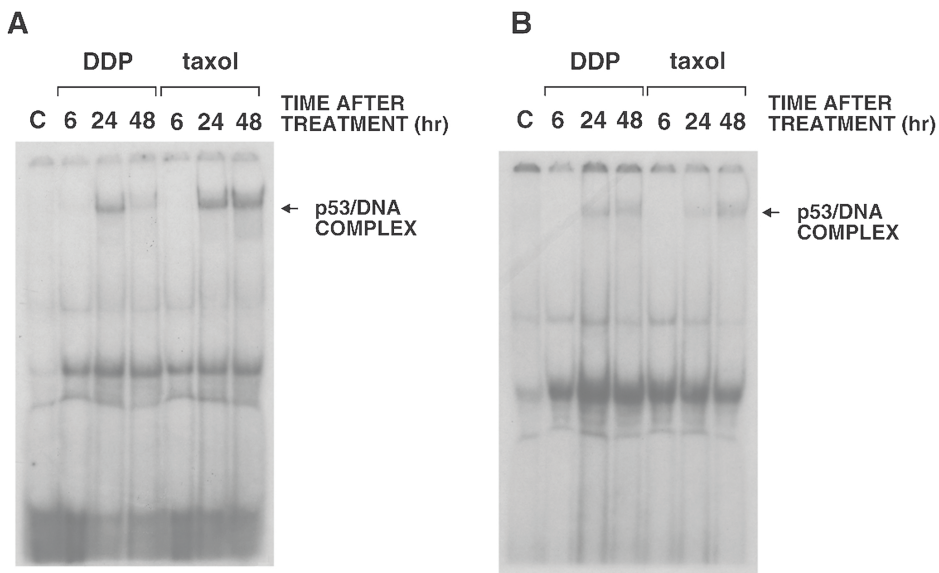 A
DDP taxol
C 6 24 48 6 24 48
TIME AFTER
TREATMENT (hr)
p53/DNA
COMPLEX
B
DDP taxol
C 6 24 48 6 24 48
TIME AFTER
TREATMENT (hr)
p53/DNA
COMPLEX